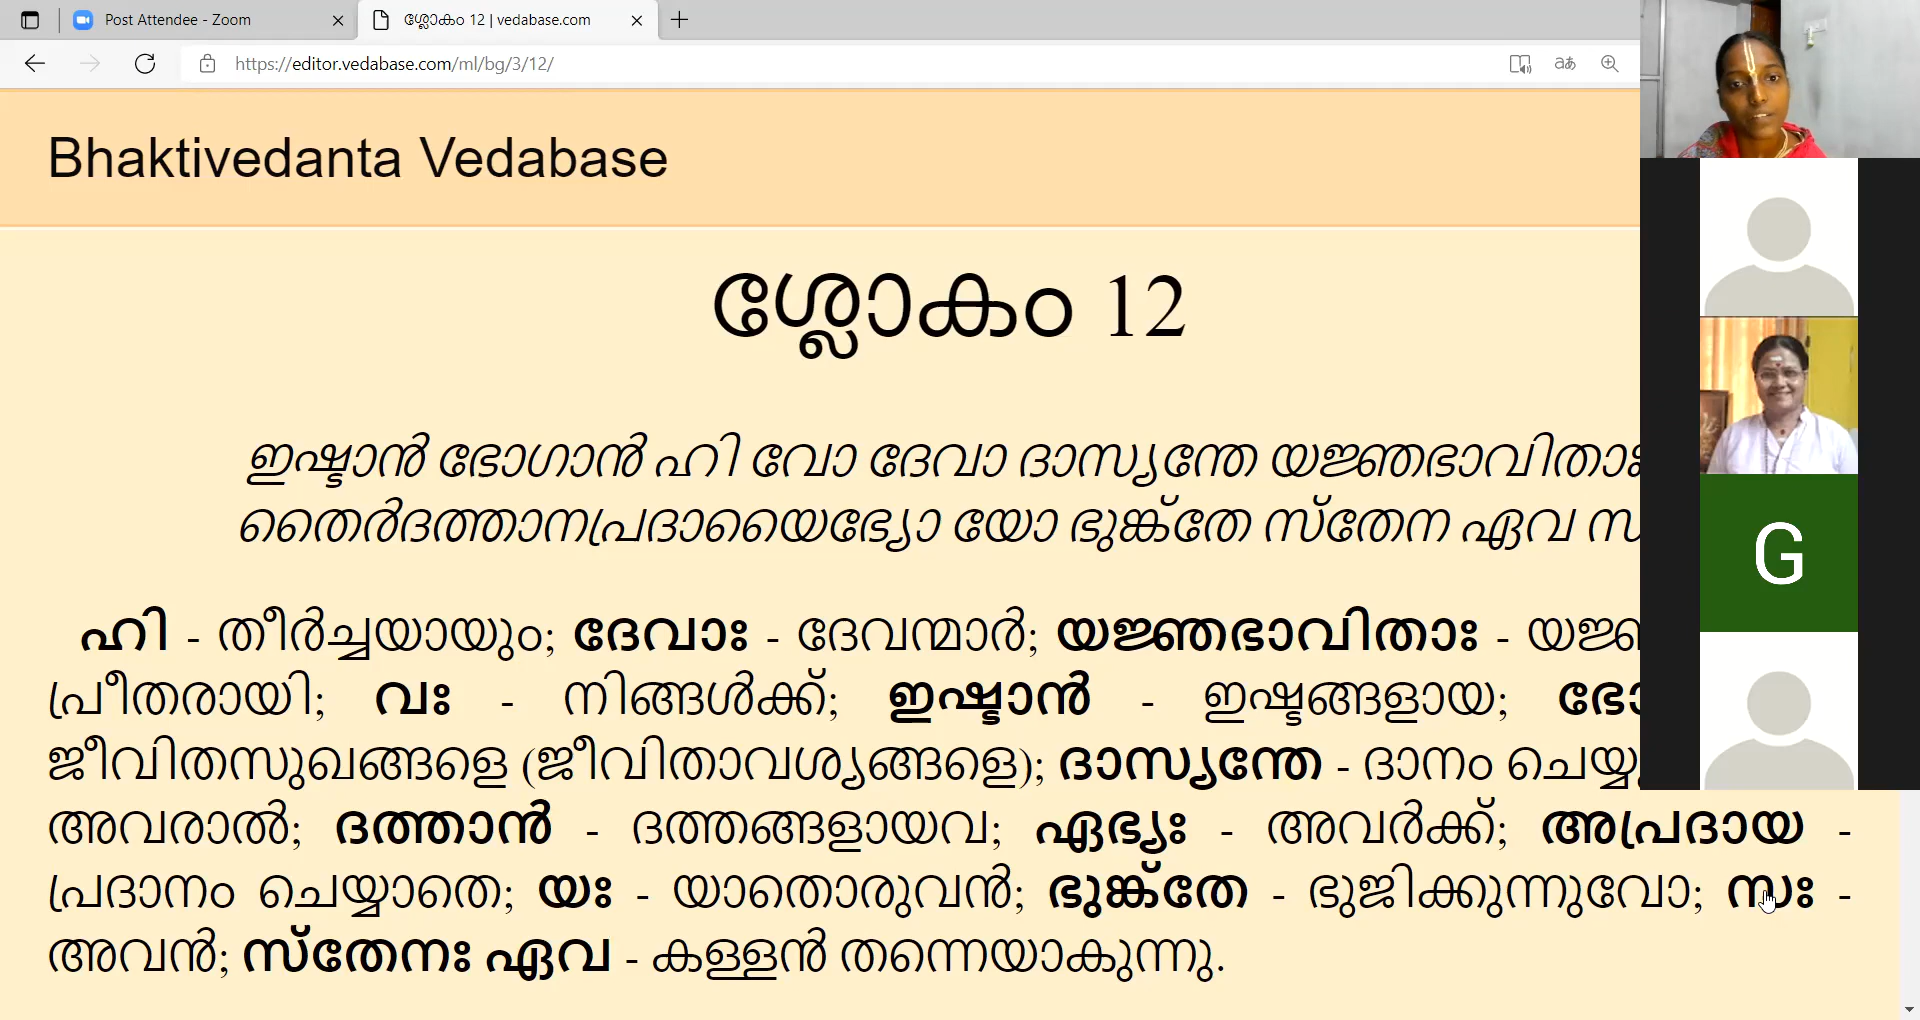 Post Attendee - Zoom
ശ്ലോകം 12 | vedabase.com
https://editor.vedabase.com/ml/bg/3/12/
Bhaktivedanta Vedabase
ശ്ലോകം 12
ഇഷ്ടാൻ ഭോഗാൻ ഹി വോ ദേവാ ദാസ്യന്തേ യജ്ഞഭാവിതാഃ
തൈർദത്താനപ്രദായൈഭ്യോ യോ ഭുങ്ക്തേ സ്തേന ഏവ സ
ഹി - തീർച്ചയായും; ദേവാഃ - ദേവന്മാർ; യജ്ഞഭാവിതാഃ -
പ്രീതരായി; വഃ - നിങ്ങൾക്ക്; ഇഷ്ടാൻ - ഇഷ്ടങ്ങളായ;
ജീവിതസുഖങ്ങളെ (ജീവിതാവശ്യങ്ങളെ); ദാസ്യന്തേ - ദാനം
അവരാൽ; ദത്താൻ - ദത്തങ്ങളായവ; ഏഭ്യഃ - അവർക്ക്; അപ്രദായ -
പ്രദാനം ചെയ്യാതെ; യഃ - യാതൊരുവൻ; ഭുങ്ക്തേ - ഭുജിക്കുന്നുവോ; സഃ -
അവൻ; സ്തേനഃ ഏവ - കള്ളൻ തന്നെയാകുന്നു.
G